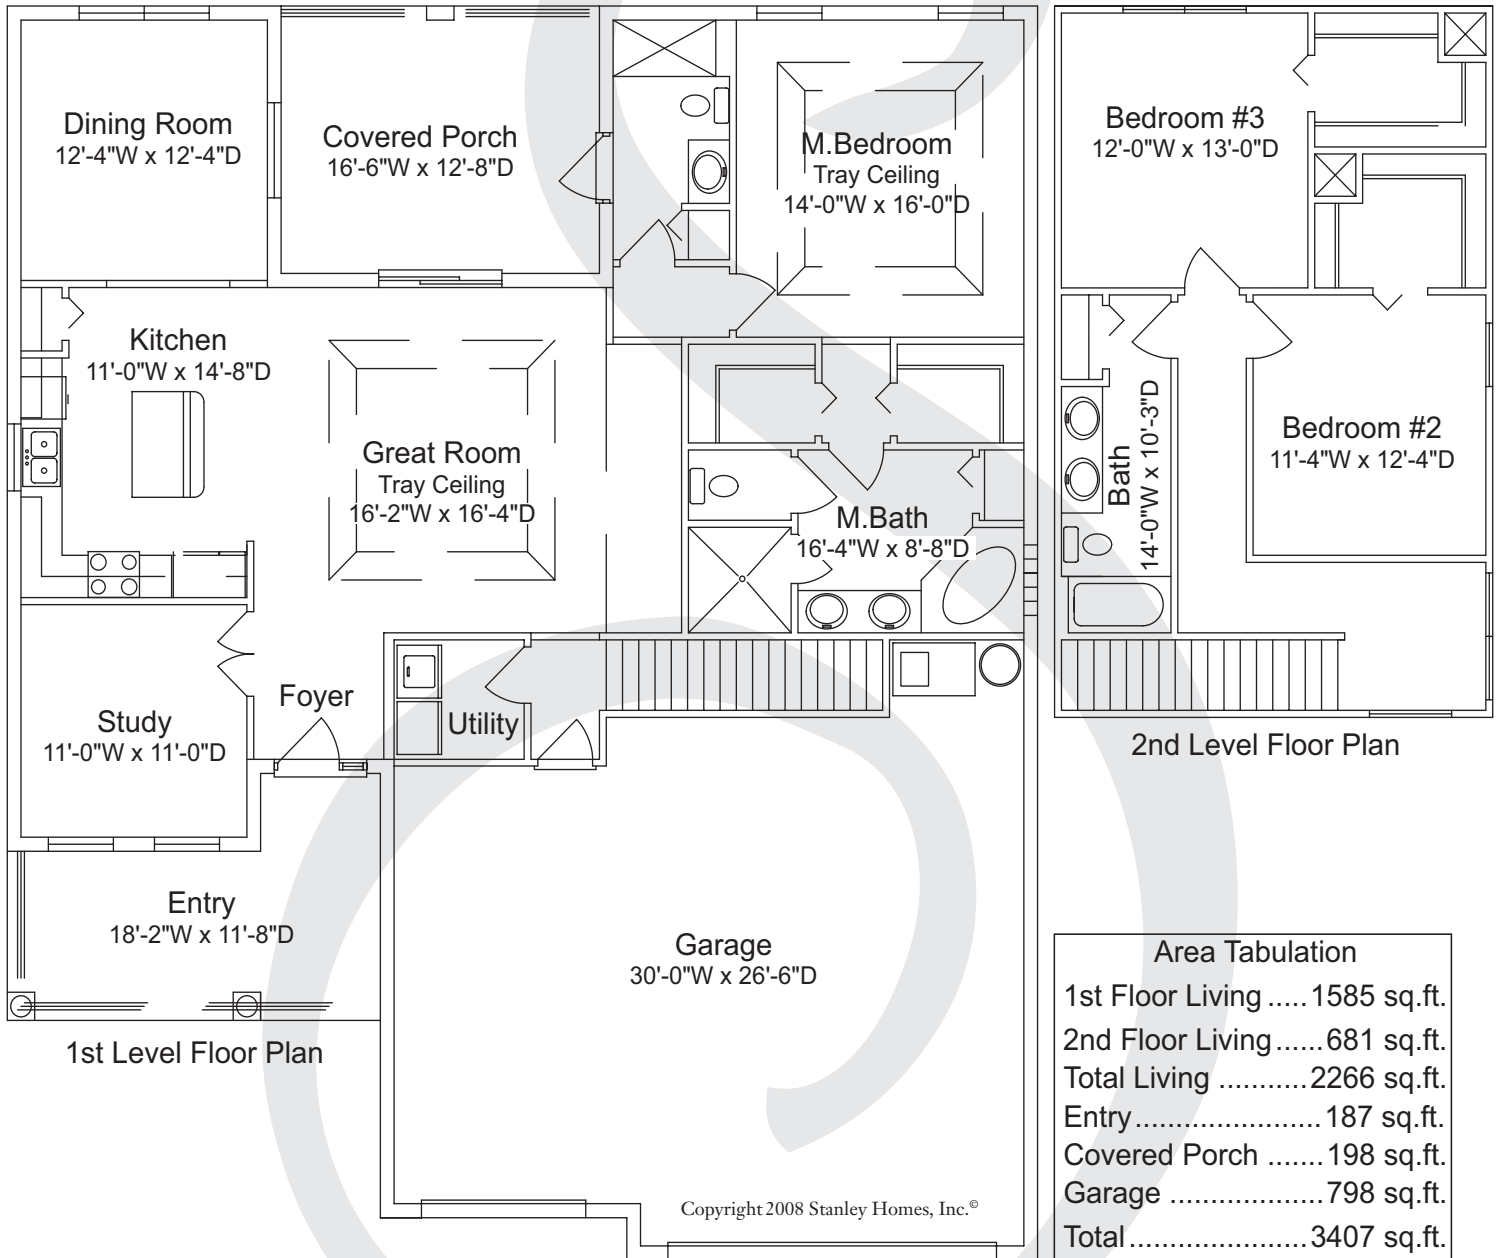 Dining Room
12'-4"W x 12'-4"D
Covered Porch
16'-6"W x 12'-8"D
M.Bedroom
Tray Ceiling
14'-0"W x 16'-0"D
Kitchen
11'-0"W x 14'-8"D
Great Room
Tray Ceiling
16'-2"W x 16'-4"D
M.Bath
16'-4"W x 8'-8"D
Foyer
Utility
Study
11'-0"W x 11'-0"D
Entry
18'-2"W x 11'-8"D
Garage
30'-0"W x 26'-6"D
1st Level Floor Plan
Copyright 2008 Stanley Homes, Inc.©
Bedroom #3
12'-0"W x 13'-0"D
Bedroom #2
11'-4"W x 12'-4"D
Bath
14'-0"W x 10'-3"D
2nd Level Floor Plan
Area Tabulation
1st Floor Living .....1585 sq.ft.
2nd Floor Living......681 sq.ft.
Total Living ...........2266 sq.ft.
Entry......................187 sq.ft.
Covered Porch .......198 sq.ft.
Garage ..................798 sq.ft.
Total......................3407 sq.ft.